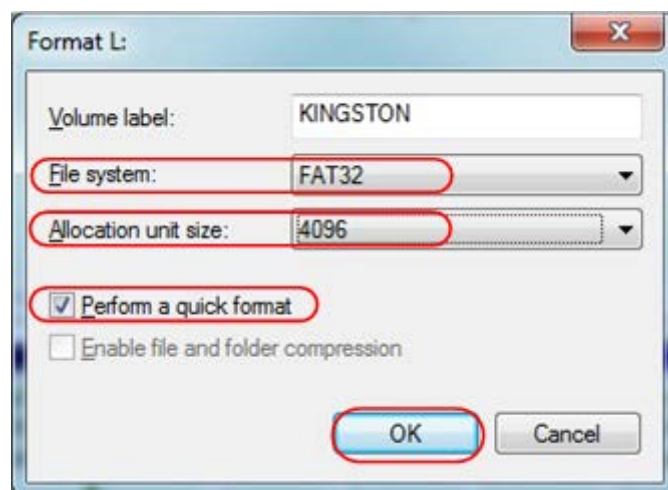 Format L:
Volume label: KINGSTON
File system: FAT32
Allocation unit size: 4096
Perform a quick format
Enable file and folder compression
OK Cancel